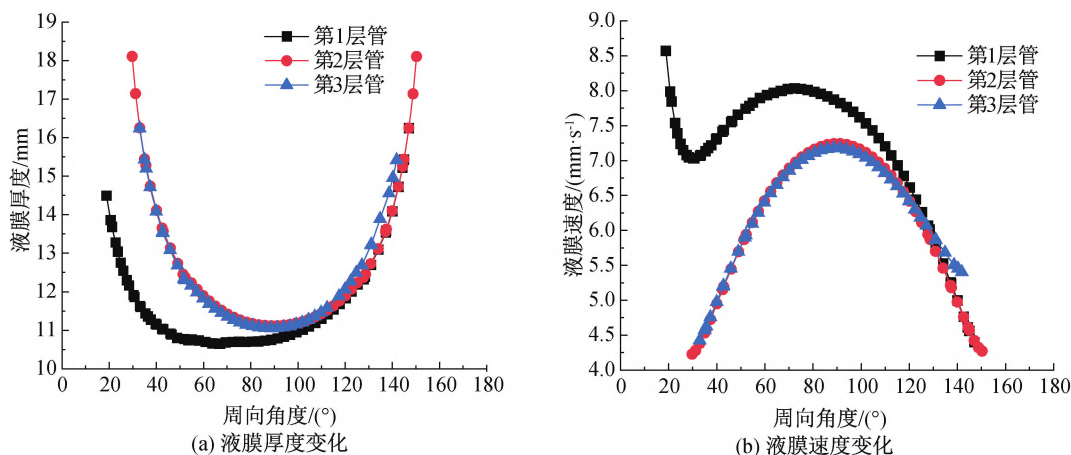 19
18
17
16
15
14
13
12
11
10
液膜厚度/mm
第1层管
第2层管
第3层管
0 20 40 60 80 100 120 140 160 180
周向角度/(°)
(a) 液膜厚度变化
9.0
8.5
8.0
7.5
7.0
6.5
6.0
5.5
5.0
4.5
4.0
液膜速度/(mm·s⁻¹)
第1层管
第2层管
第3层管
0 20 40 60 80 100 120 140 160 180
周向角度/(°)
(b) 液膜速度变化